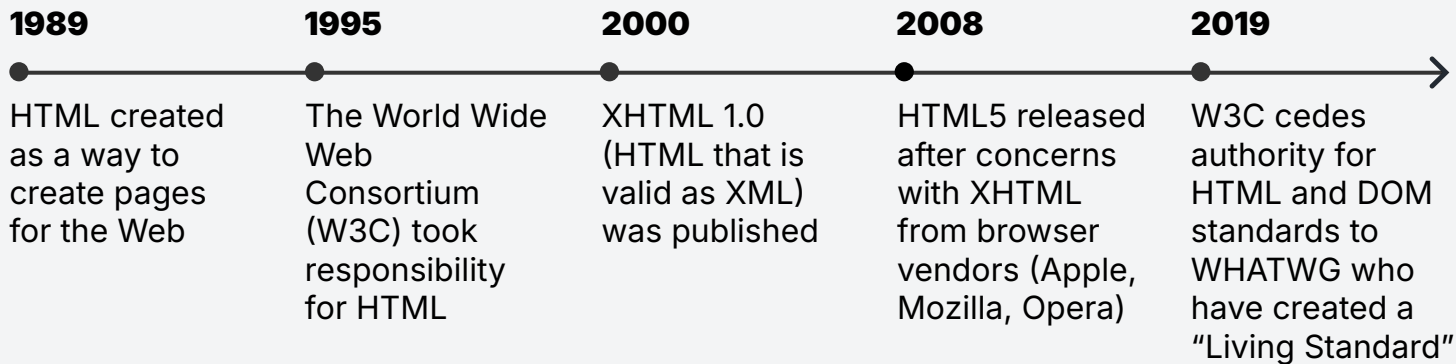 1989
HTML created
as a way to
create pages
for the Web
1995
The World Wide
Web
Consortium
(W3C) took
responsibility
for HTML
2000
XHTML 1.0
(HTML that is
valid as XML)
was published
2008
HTML5 released
after concerns
with XHTML
from browser
vendors (Apple,
Mozilla, Opera)
2019
W3C cedes
authority for
HTML and DOM
standards to
WHATWG who
have created a
“Living Standard”